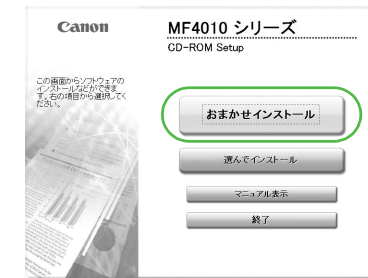 Canon
MF4010 シリーズ
CD-ROM Setup
この画面からソフトウェアの
インストールなどができま
す。右の項目から選択してく
ださい。
おまかせインストール
選んでインストール
マニュアル表示
終了